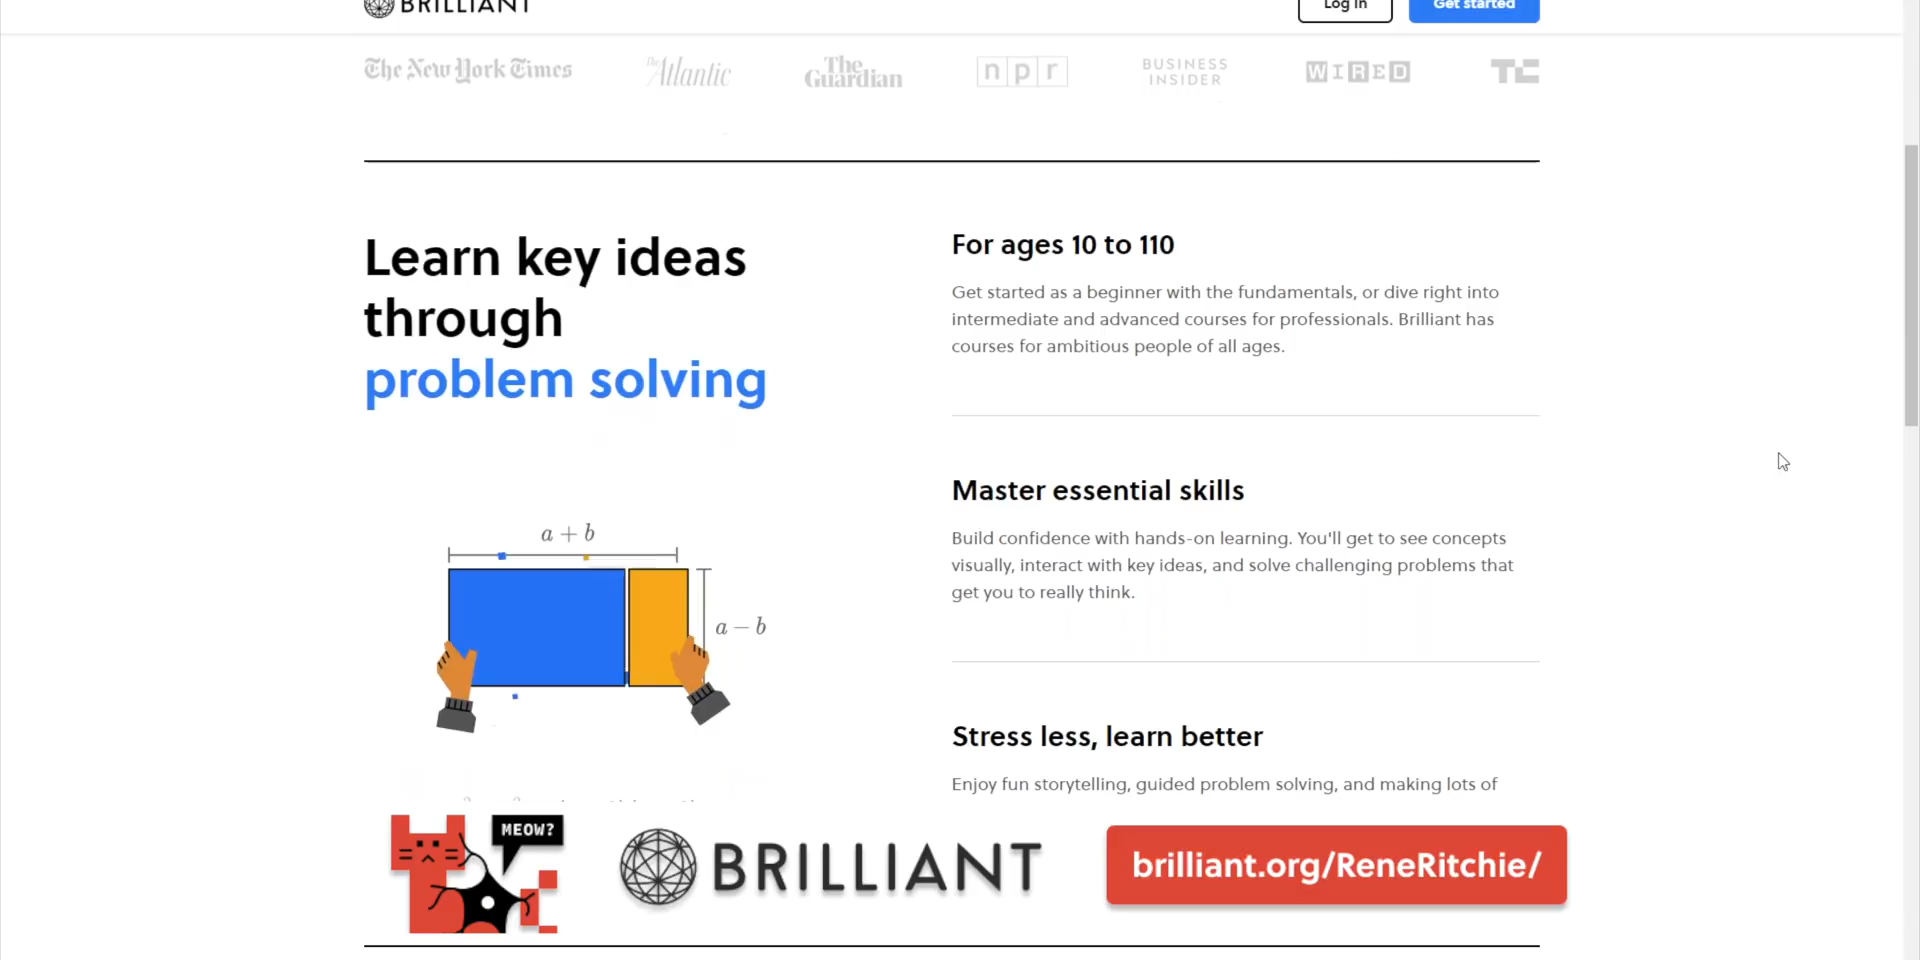 BRILLIANT
Log in
Get started
The New York Times
The Atlantic
The Guardian
npr
BUSINESS INSIDER
WIRED
TC
Learn key ideas
through
problem solving
a + b
a − b
For ages 10 to 110
Get started as a beginner with the fundamentals, or dive right into
intermediate and advanced courses for professionals. Brilliant has
courses for ambitious people of all ages.
Master essential skills
Build confidence with hands-on learning. You'll get to see concepts
visually, interact with key ideas, and solve challenging problems that
get you to really think.
Stress less, learn better
Enjoy fun storytelling, guided problem solving, and making lots of
MEOW?
BRILLIANT
brilliant.org/ReneRitchie/